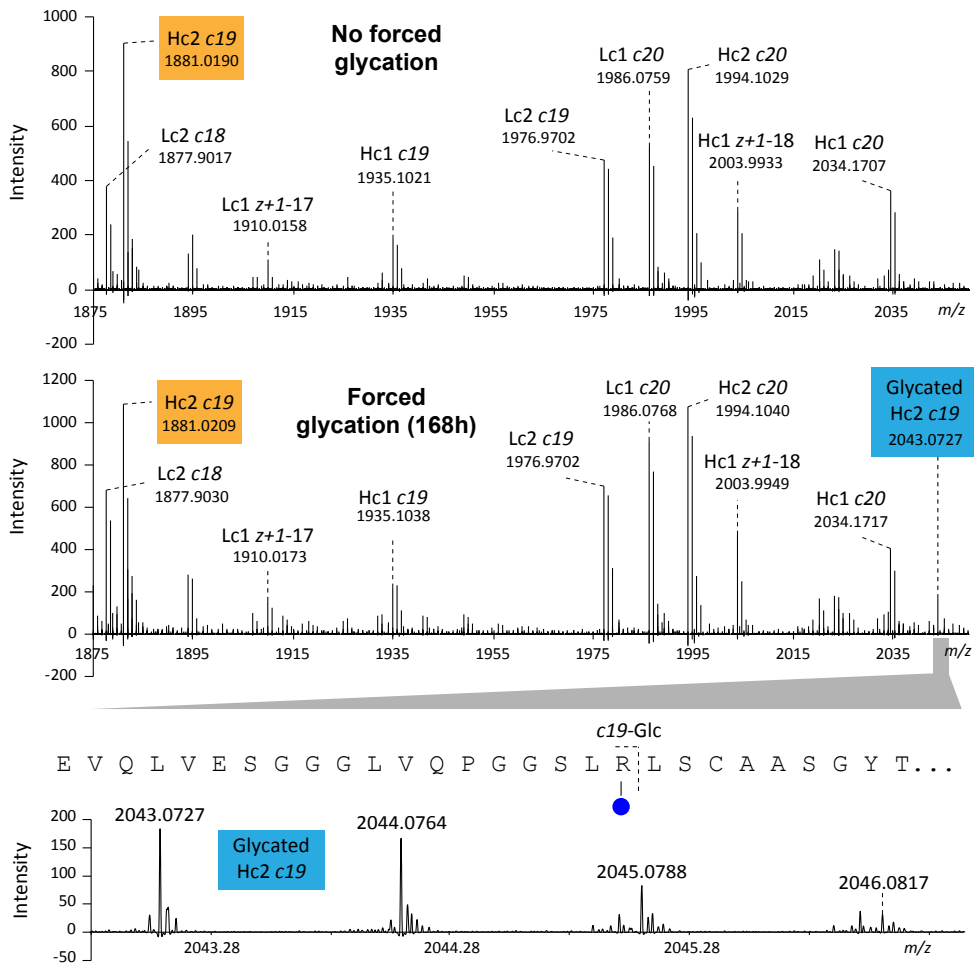 No forced
glycation
Intensity
1000
800
600
400
200
0
-200
Hc2 c19
1881.0190
Lc2 c18
1877.9017
Lc1 z+1-17
1910.0158
Hc1 c19
1935.1021
Lc2 c19
1976.9702
Lc1 c20
1986.0759
Hc2 c20
1994.1029
Hc1 z+1-18
2003.9933
Hc1 c20
2034.1707
1875 1895 1915 1935 1955 1975 1995 2015 2035 m/z
Forced
glycation (168h)
Intensity
1200
1000
800
600
400
200
0
-200
Hc2 c19
1881.0209
Lc2 c18
1877.9030
Lc1 z+1-17
1910.0173
Hc1 c19
1935.1038
Lc2 c19
1976.9702
Lc1 c20
1986.0768
Hc2 c20
1994.1040
Hc1 z+1-18
2003.9949
Hc1 c20
2034.1717
Glycated
Hc2 c19
2043.0727
1875 1895 1915 1935 1955 1975 1995 2015 2035 m/z
c19-Glc
E V Q L V E S G G G L V Q P G G S L R L S C A A S G Y T...
Intensity
200
150
100
50
0
-50
2043.0727
Glycated
Hc2 c19
2044.0764
2045.0788
2046.0817
2043.28 2044.28 2045.28 m/z